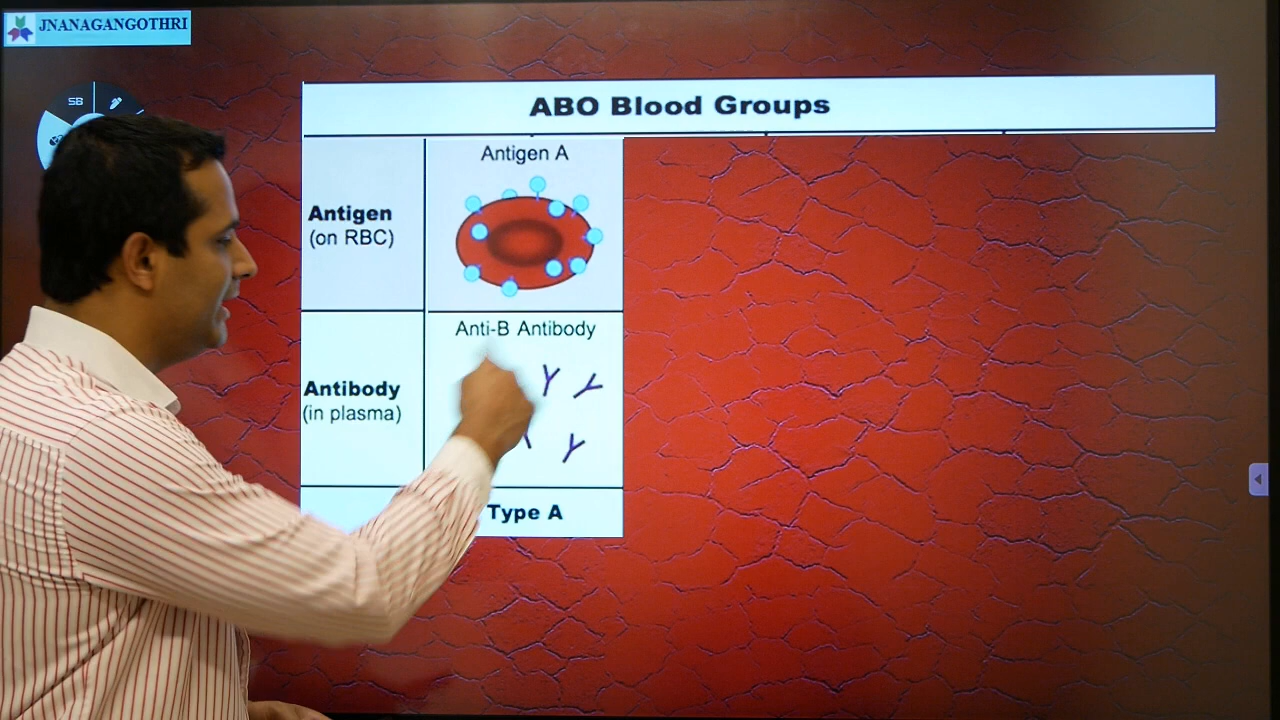 JNANAGANGOTHRI
SB
ABO Blood Groups
Antigen A
Antigen
(on RBC)
Anti-B Antibody
Antibody
(in plasma)
Type A